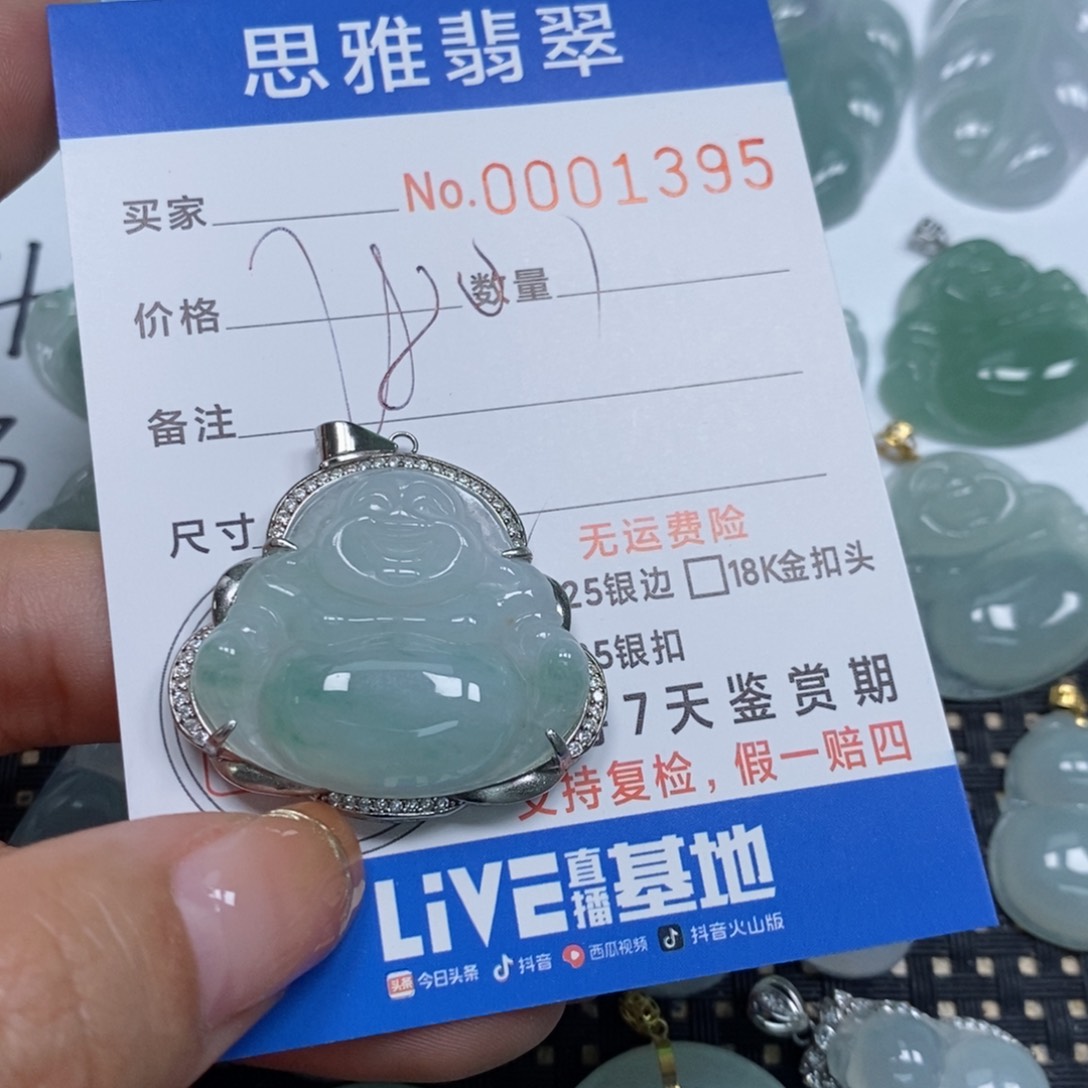 思雅翡翠
买家 No.0001395
价格 数量 1
备注
尺寸
无运费险
25银边 □18K金扣头
5银扣
7天鉴赏期
支持复检，假一赔四
LiVE直播基地
头条 今日头条 抖音 西瓜视频 抖音火山版